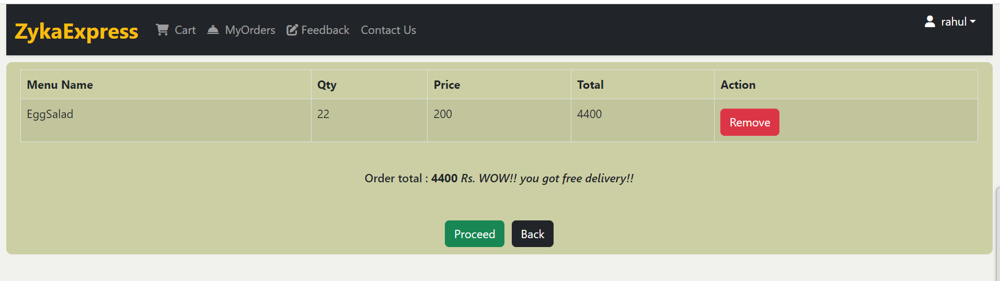 ZykaExpress Cart MyOrders Feedback Contact Us rahul
Menu Name Qty Price Total Action
EggSalad 22 200 4400 Remove
Order total : 4400 Rs. WOW!! you got free delivery!!
Proceed Back